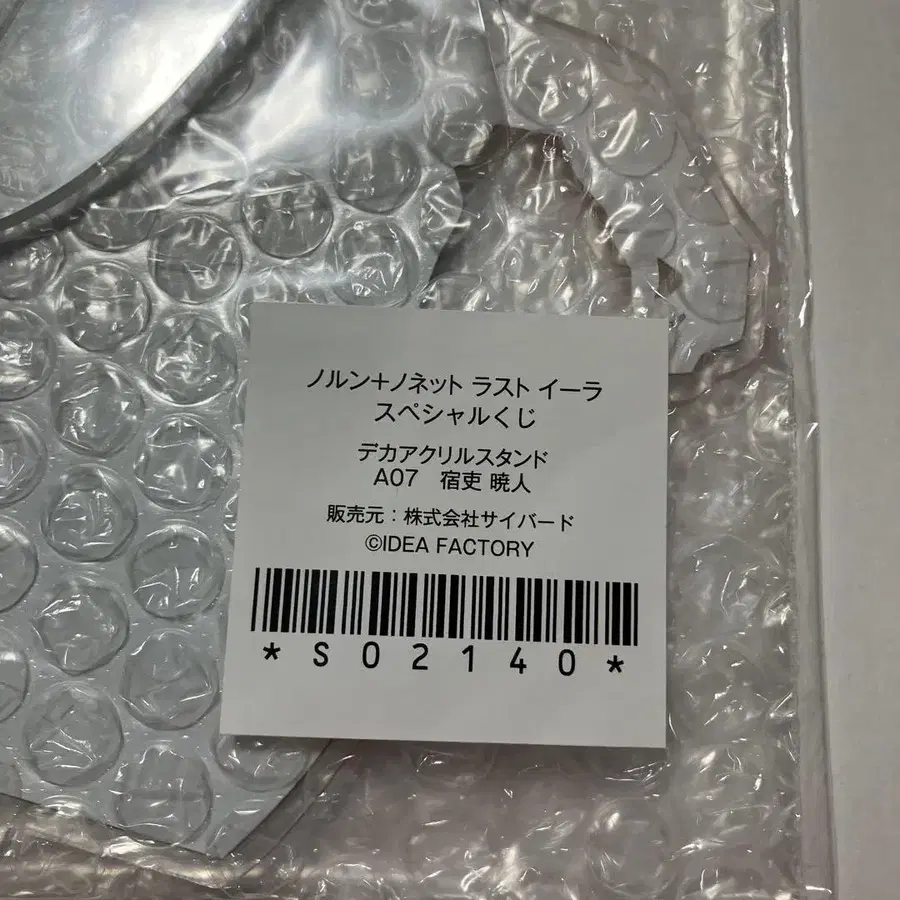 ノルン+ノネット ラスト イーラ
スペシャルくじ
デカアクリルスタンド
A07　宿吏 暁人
販売元：株式会社サイバード
©IDEA FACTORY
*S02140*